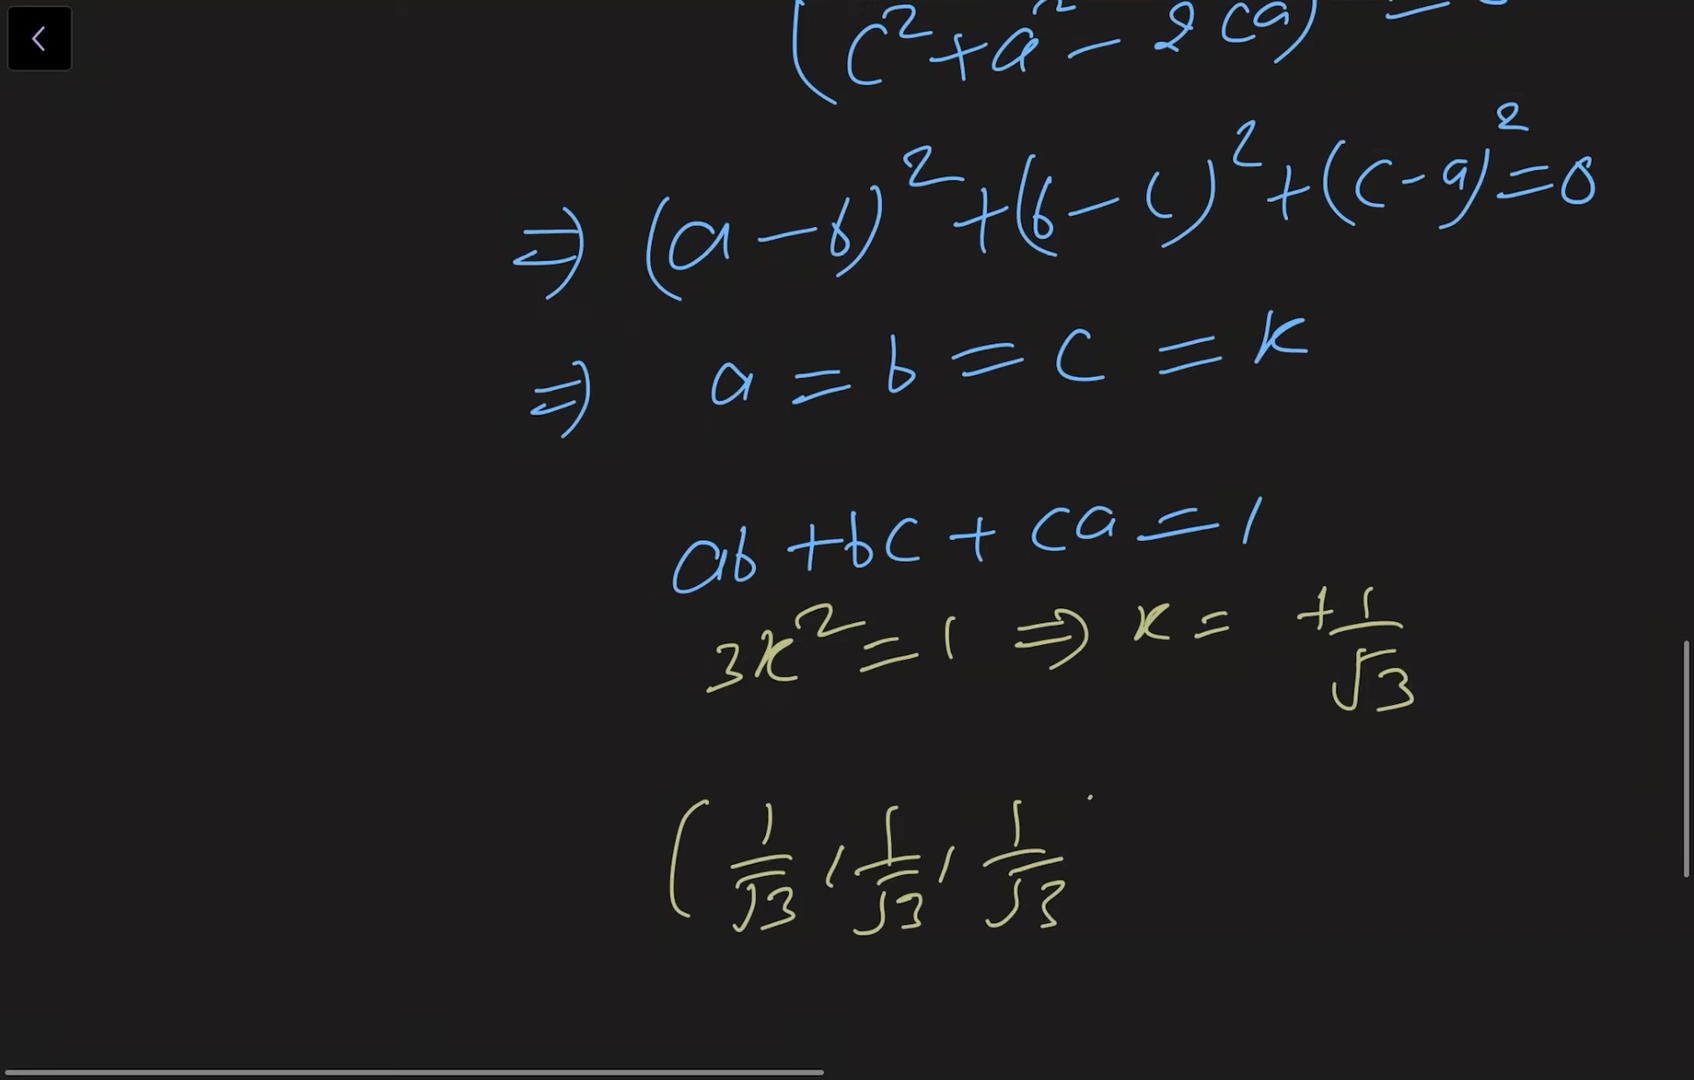 (c²+a²-2ca) =
⇒ (a-b)²+(b-c)²+(c-a)²=0
⇒ a = b = c = k
ab+bc+ca=1
3k²=1 ⇒ k= +1/√3
(1/√3, 1/√3, 1/√3